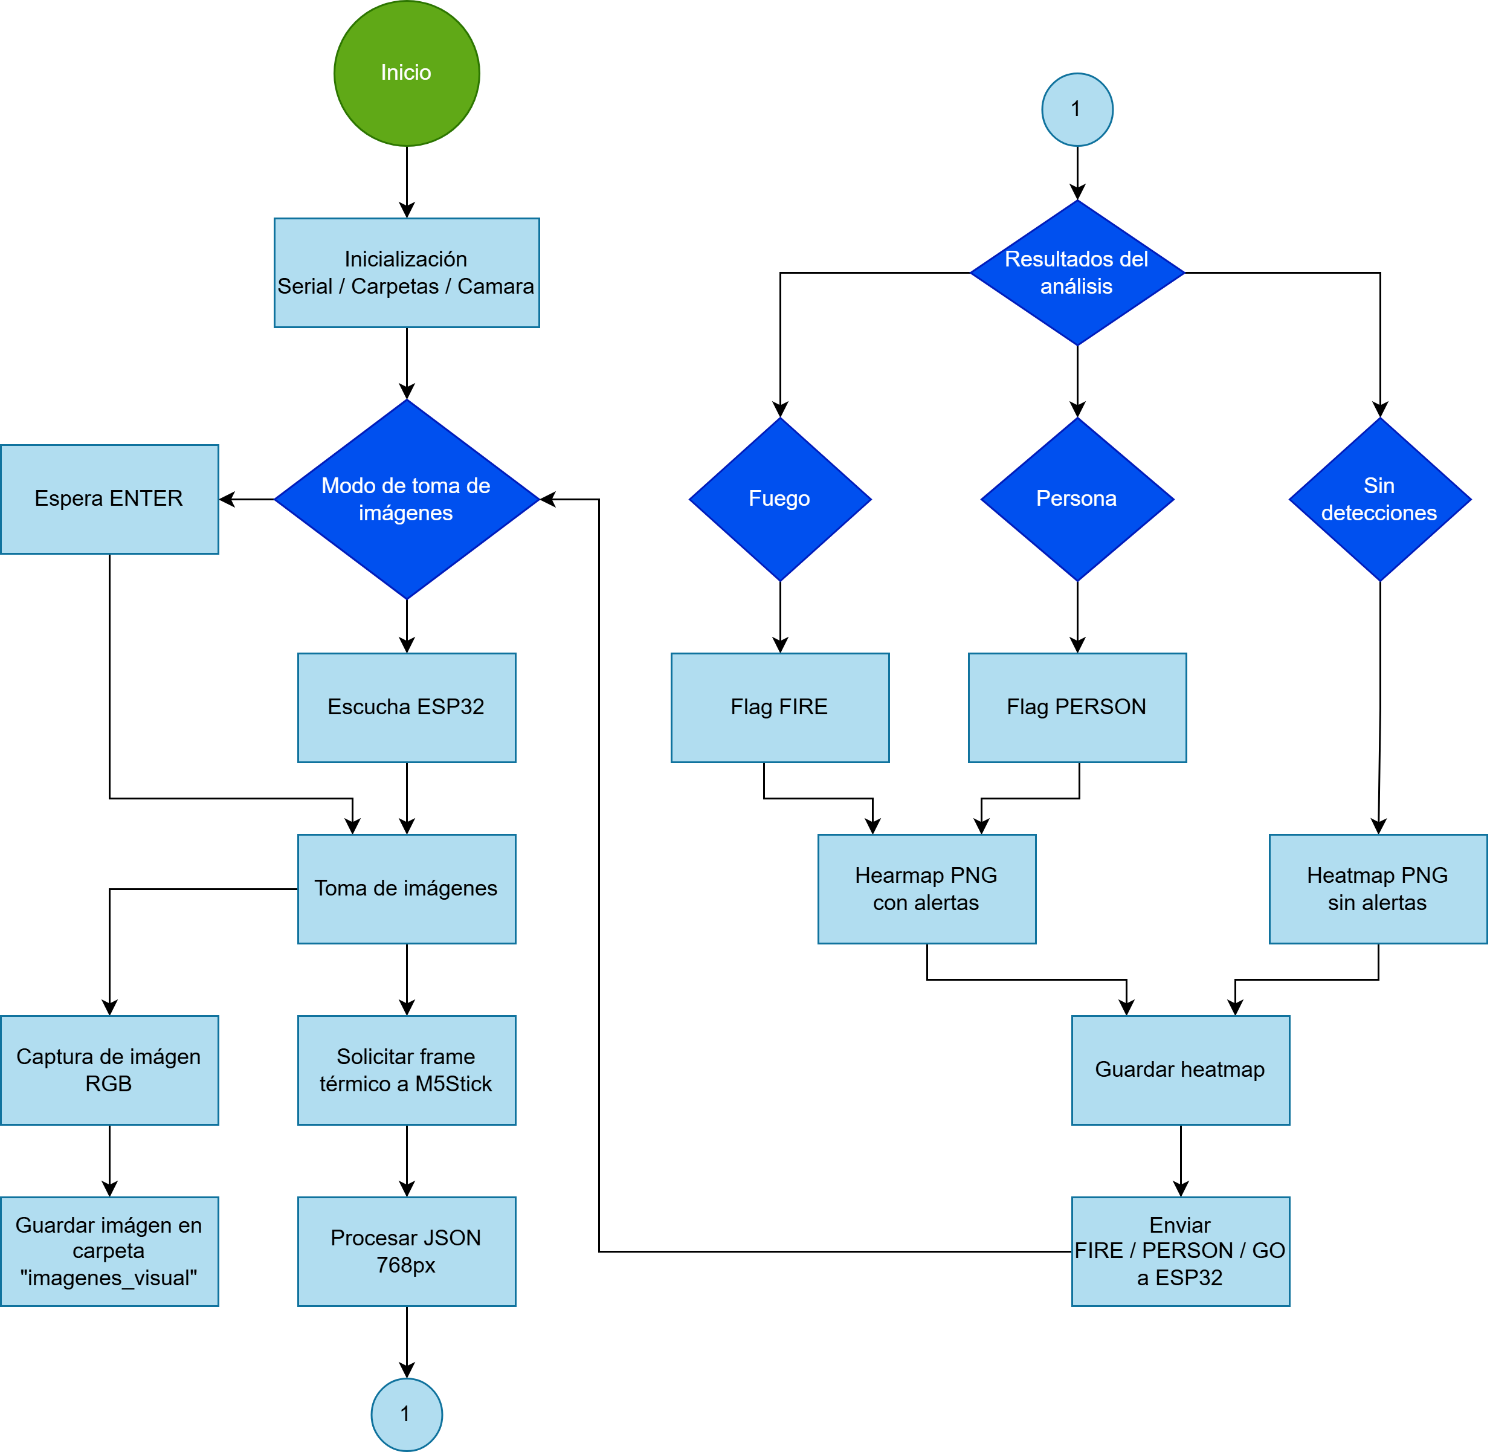 Inicio
Inicialización
Serial / Carpetas / Camara
Modo de toma de
imágenes
Espera ENTER
Escucha ESP32
Toma de imágenes
Captura de imágen
RGB
Solicitar frame
térmico a M5Stick
Guardar imágen en
carpeta
"imagenes_visual"
Procesar JSON
768px
1
1
Resultados del
análisis
Fuego
Persona
Sin
detecciones
Flag FIRE
Flag PERSON
Hearmap PNG
con alertas
Heatmap PNG
sin alertas
Guardar heatmap
Enviar
FIRE / PERSON / GO
a ESP32